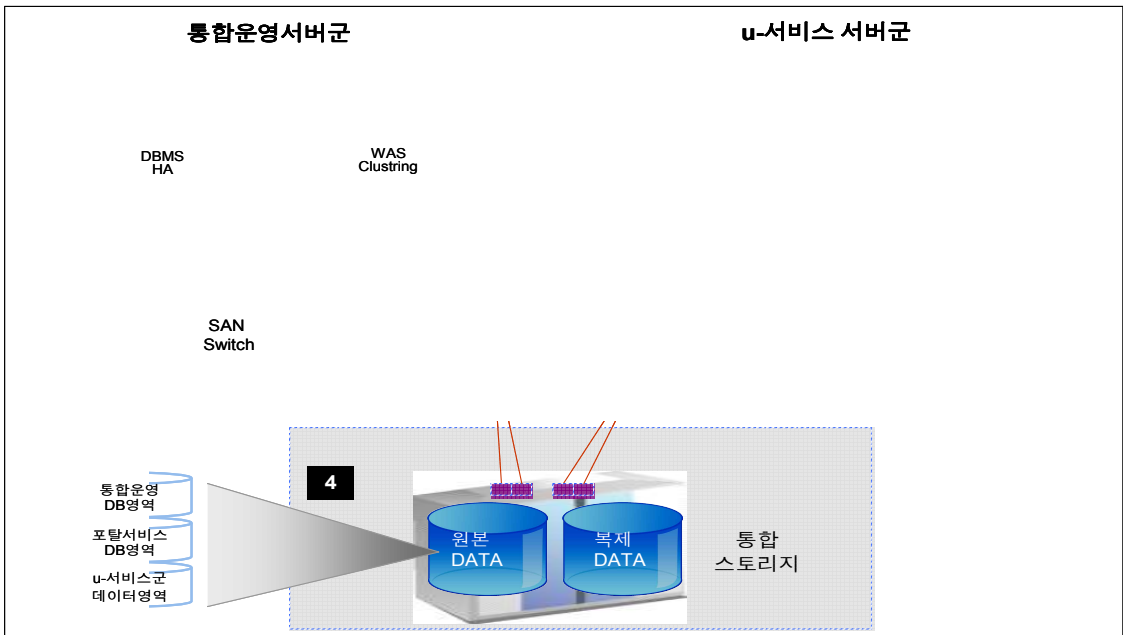 통합운영서버군
u-서비스 서버군
DBMS
HA
WAS
Clustring
SAN
Switch
4
통합운영
DB영역
포탈서비스
DB영역
u-서비스군
데이터영역
원본
DATA
복제
DATA
통합
스토리지